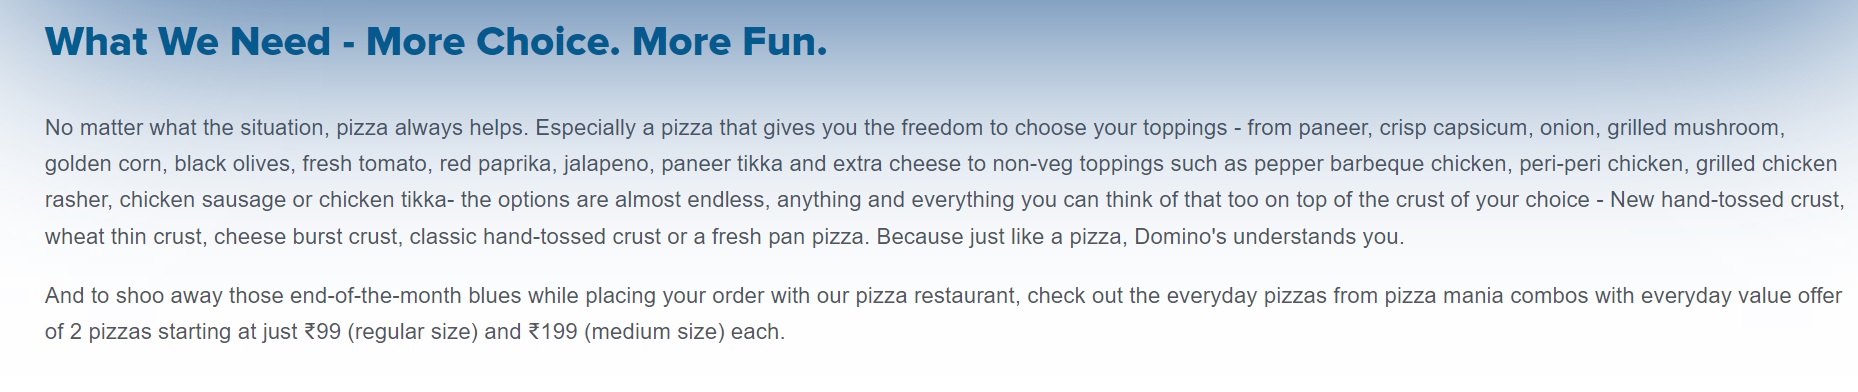 What We Need - More Choice. More Fun.
No matter what the situation, pizza always helps. Especially a pizza that gives you the freedom to choose your toppings - from paneer, crisp capsicum, onion, grilled mushroom,
golden corn, black olives, fresh tomato, red paprika, jalapeno, paneer tikka and extra cheese to non-veg toppings such as pepper barbeque chicken, peri-peri chicken, grilled chicken
rasher, chicken sausage or chicken tikka- the options are almost endless, anything and everything you can think of that too on top of the crust of your choice - New hand-tossed crust,
wheat thin crust, cheese burst crust, classic hand-tossed crust or a fresh pan pizza. Because just like a pizza, Domino's understands you.
And to shoo away those end-of-the-month blues while placing your order with our pizza restaurant, check out the everyday pizzas from pizza mania combos with everyday value offer
of 2 pizzas starting at just ₹99 (regular size) and ₹199 (medium size) each.